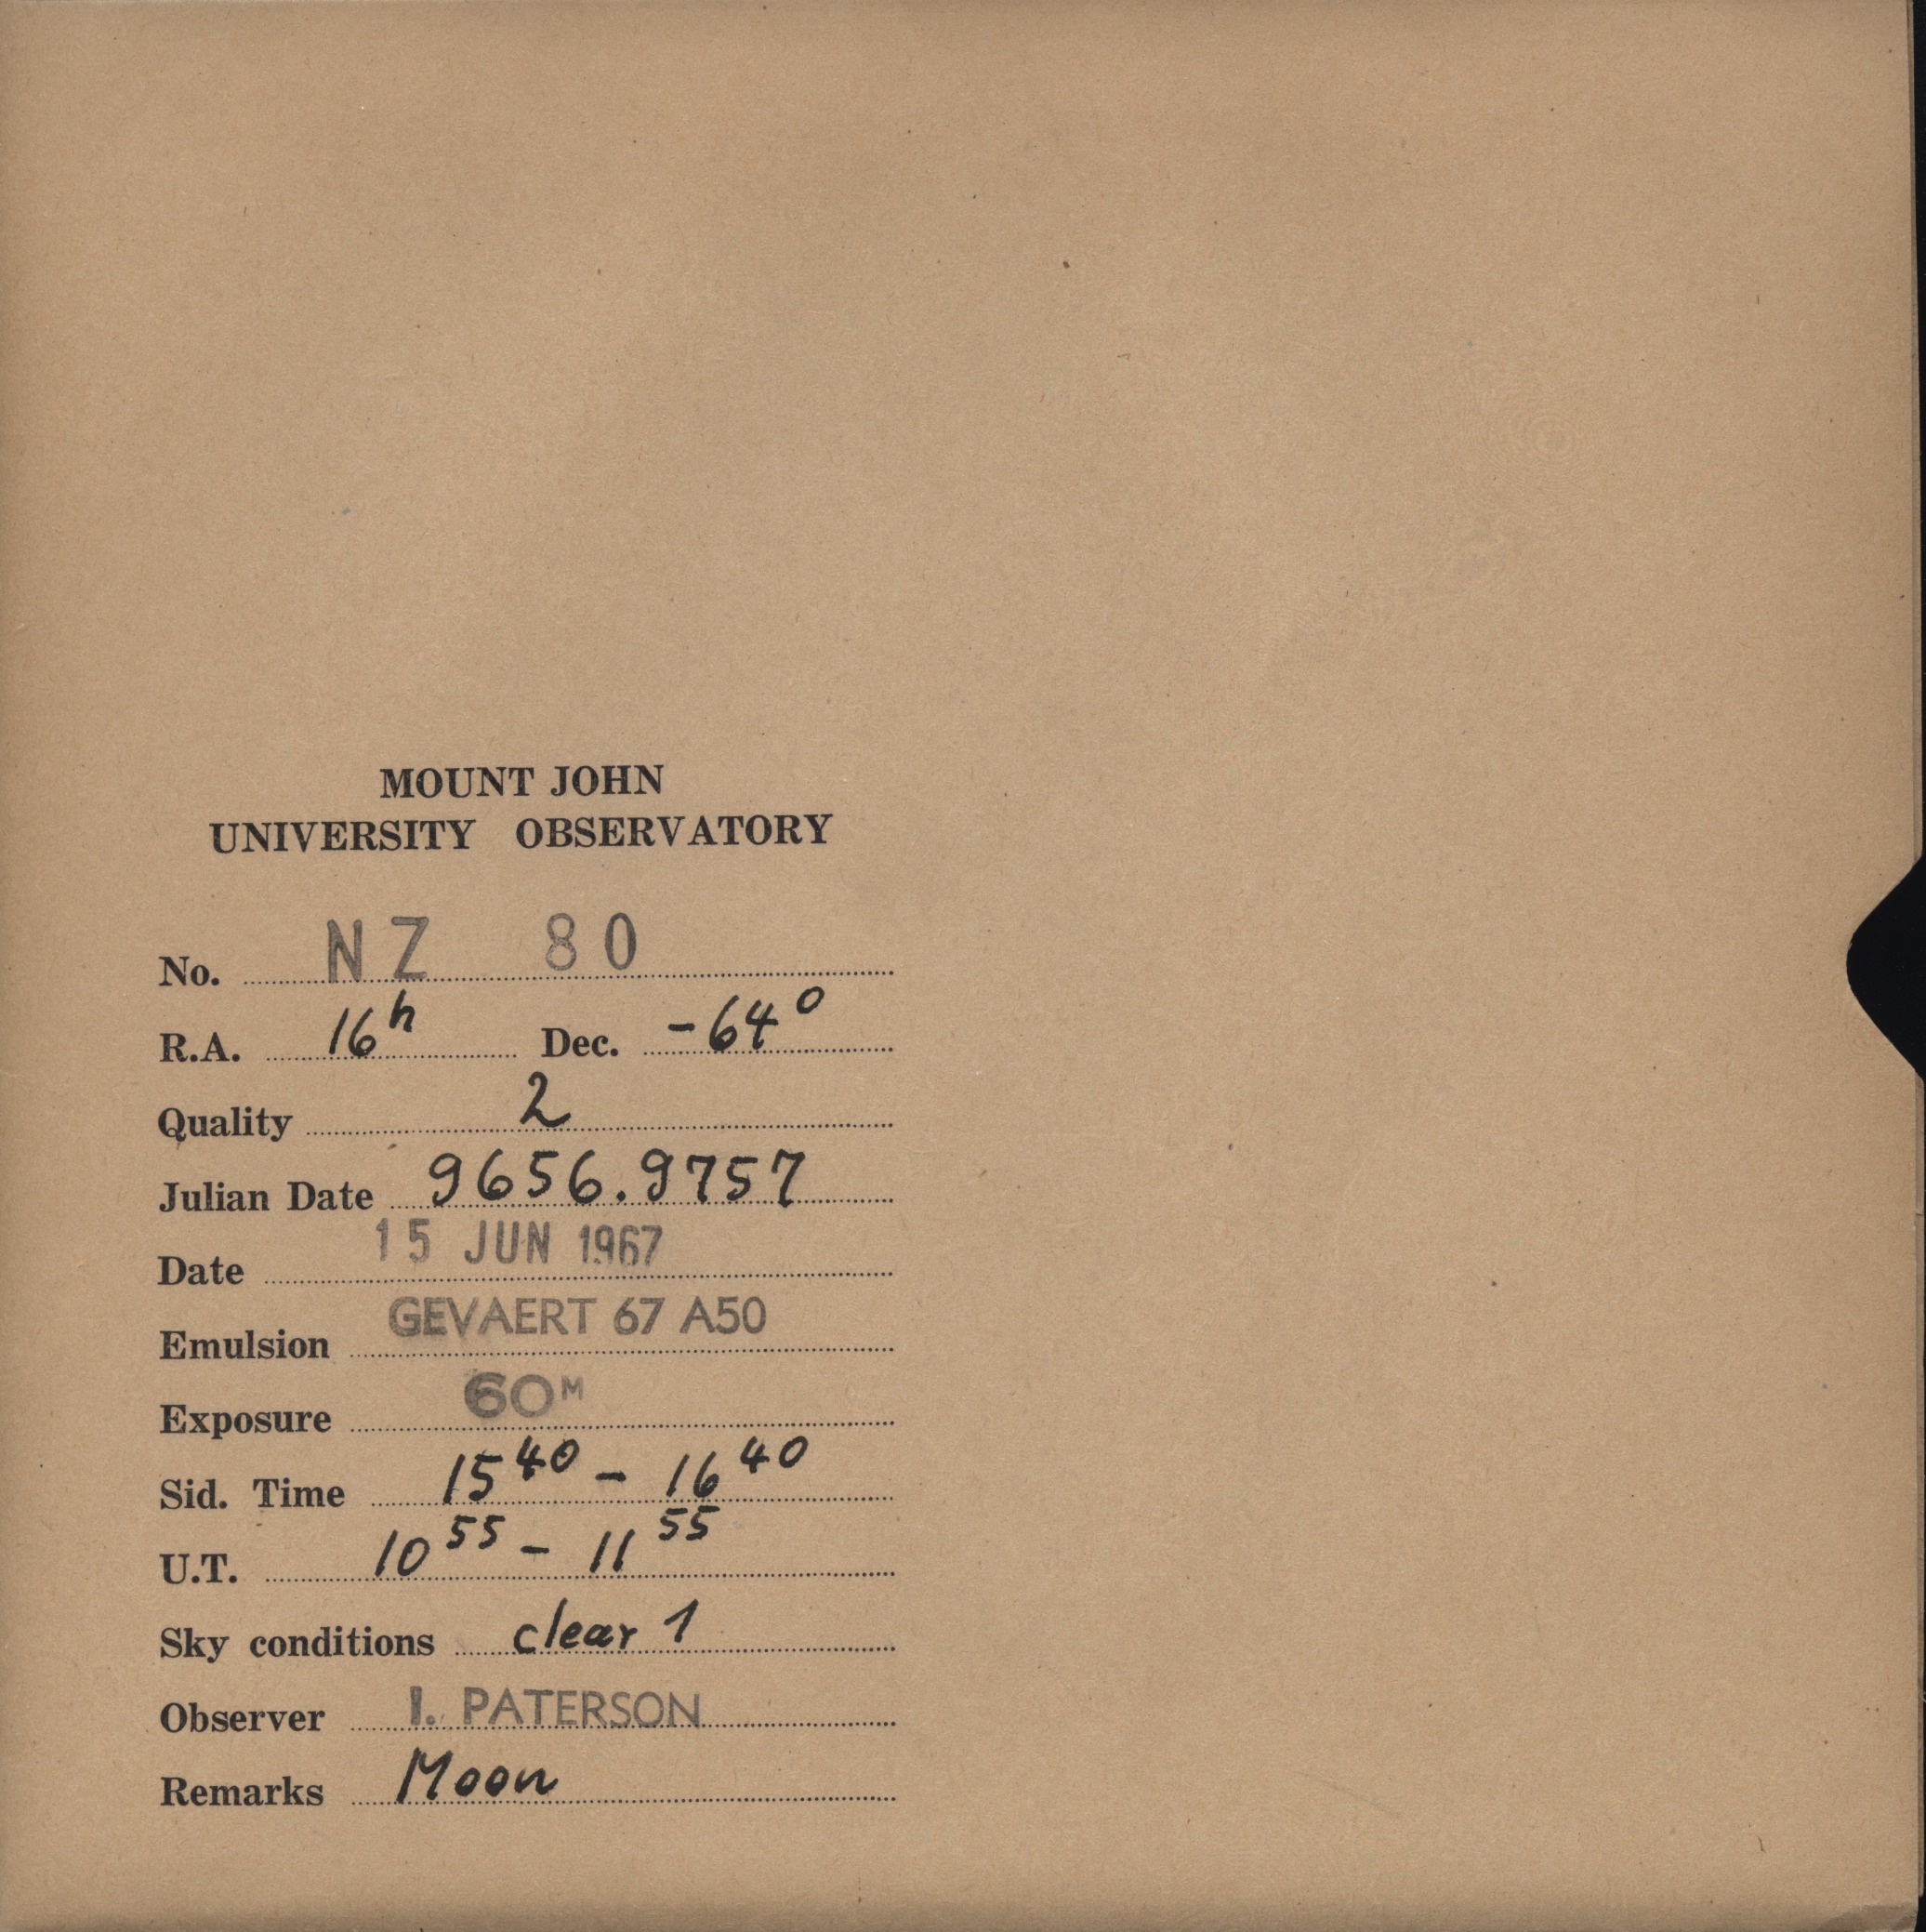 MOUNT JOHN
UNIVERSITY OBSERVATORY
No. NZ 80
R.A. 16h Dec. -64°
Quality 2
Julian Date 9656.9757
Date 15 JUN 1967
Emulsion GEVAERT 67 A50
Exposure 60M
Sid. Time 15 40 - 16 40
U.T. 10 55 - 11 55
Sky conditions clear 1
Observer I. PATERSON
Remarks Moon